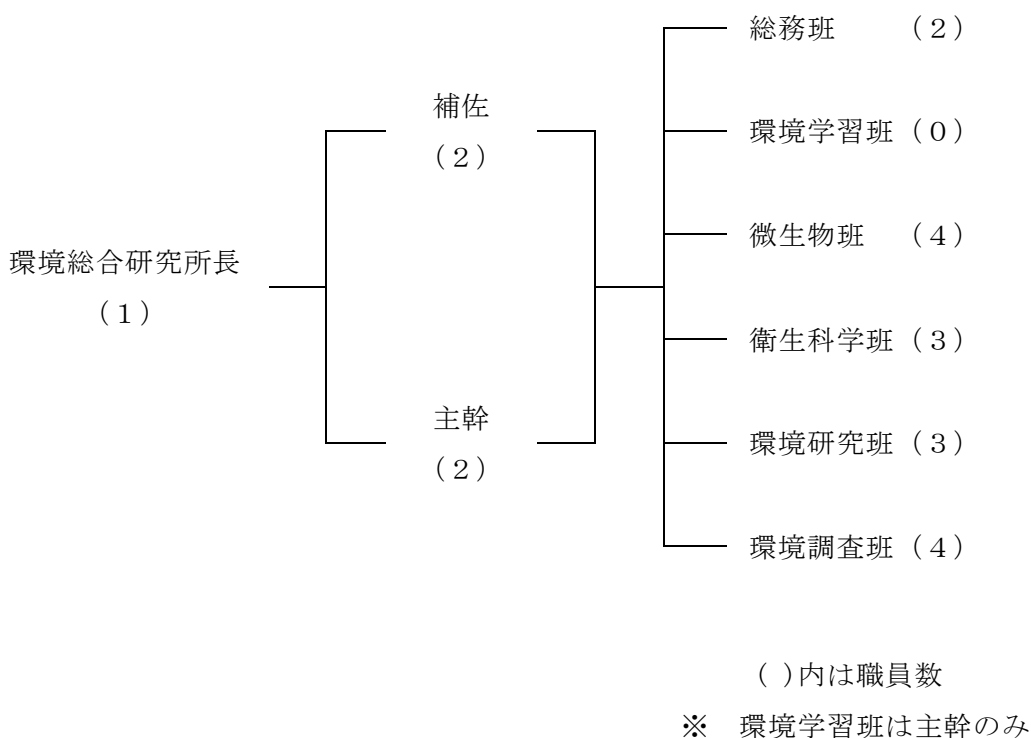 総務班　　（２）
補佐
（２）
環境学習班（０）
微生物班　（４）
環境総合研究所長
（１）
衛生科学班（３）
主幹
（２）
環境研究班（３）
環境調査班（４）
（ ）内は職員数
※　環境学習班は主幹のみ